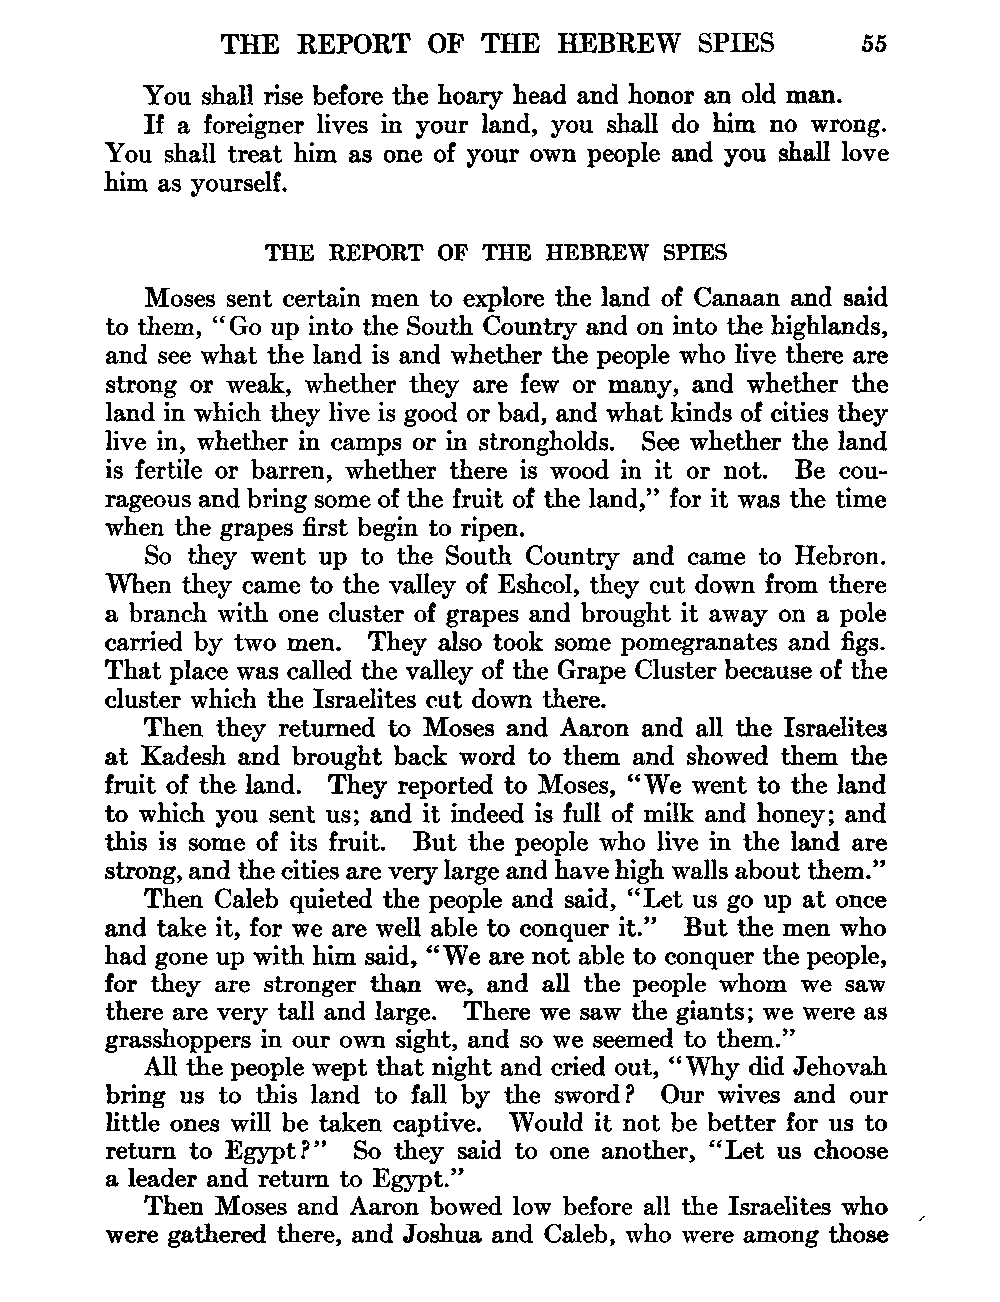 THE REPORT OF THE HEBREW SPIES 55
You shall rise before the hoary head and honor an old man.
If a foreigner lives in your land, you shall do him no wrong.
You shall treat him as one of your own people and you shall love
him as yourself.
THE REPORT OF THE HEBREW SPIES
Moses sent certain men to explore the land of Canaan and said
to them, “Go up into the South Country and on into the highlands,
and see what the land is and whether the people who live there are
strong or weak, whether they are few or many, and whether the
land in which they live is good or bad, and what kinds of cities they
live in, whether in camps or in strongholds. See whether the land
is fertile or barren, whether there is wood in it or not. Be cou-
rageous and bring some of the fruit of the land,” for it was the time
when the grapes first begin to ripen.
So they went up to the South Country and came to Hebron.
When they came to the valley of Eshcol, they cut down from there
a branch with one cluster of grapes and brought it away on a pole
carried by two men. They also took some pomegranates and figs.
That place was called the valley of the Grape Cluster because of the
cluster which the Israelites cut down there.
Then they returned to Moses and Aaron and all the Israelites
at Kadesh and brought back word to them and showed them the
fruit of the land. They reported to Moses, “We went to the land
to which you sent us; and it indeed is full of milk and honey; and
this is some of its fruit. But the people who live in the land are
strong, and the cities are very large and have high walls about them.”
Then Caleb quieted the people and said, “Let us go up at once
and take it, for we are well able to conquer it.” But the men who
had gone up with him said, “We are not able to conquer the people,
for they are stronger than we, and all the people whom we saw
there are very tall and large. There we saw the giants; we were as
grasshoppers in our own sight, and so we seemed to them.”
All the people wept that night and cried out, “Why did Jehovah
bring us to this land to fall by the sword? Our wives and our
little ones will be taken captive. Would it not be better for us to
return to Egypt?” So they said to one another, “Let us choose
a leader and return to Egypt.”
Then Moses and Aaron bowed low before all the Israelites who
were gathered there, and Joshua and Caleb, who were among those